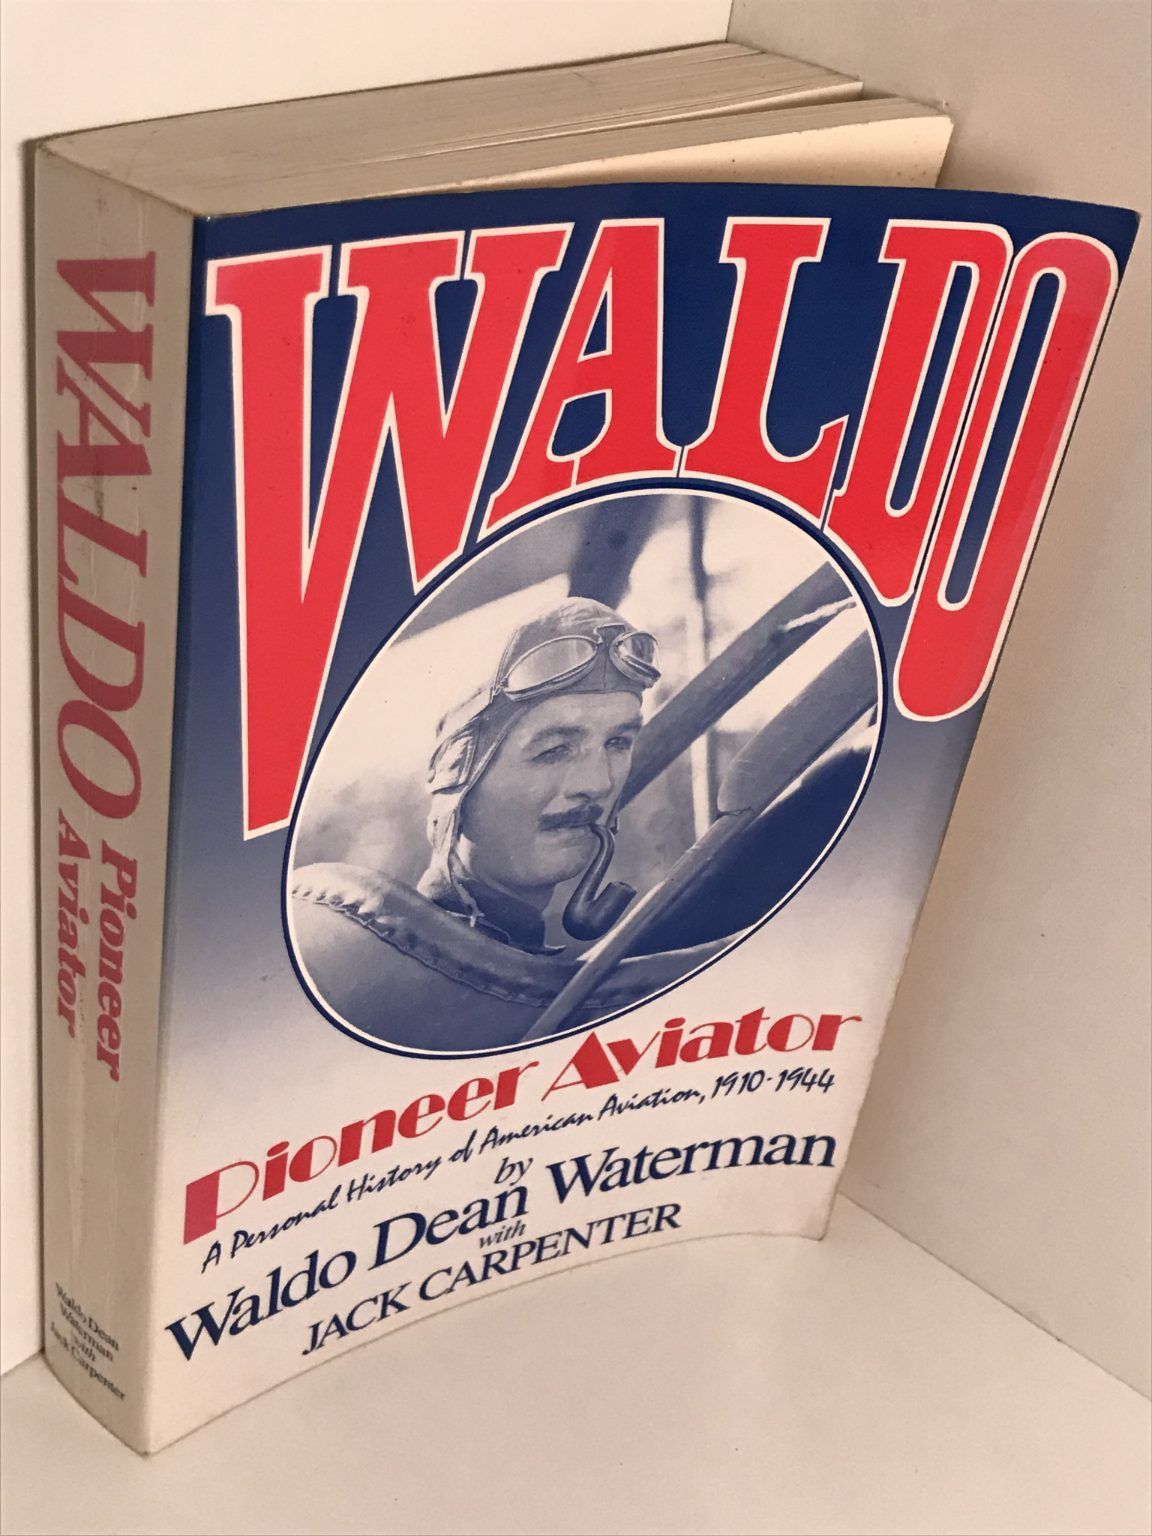 WALDO
Pioneer Aviator
A Personal History of American Aviation, 1910-1944
by
Waldo Dean Waterman
with
JACK CARPENTER
WALDO Pioneer
Aviator
Waldo Dean
Waterman
with
Jack Carpenter